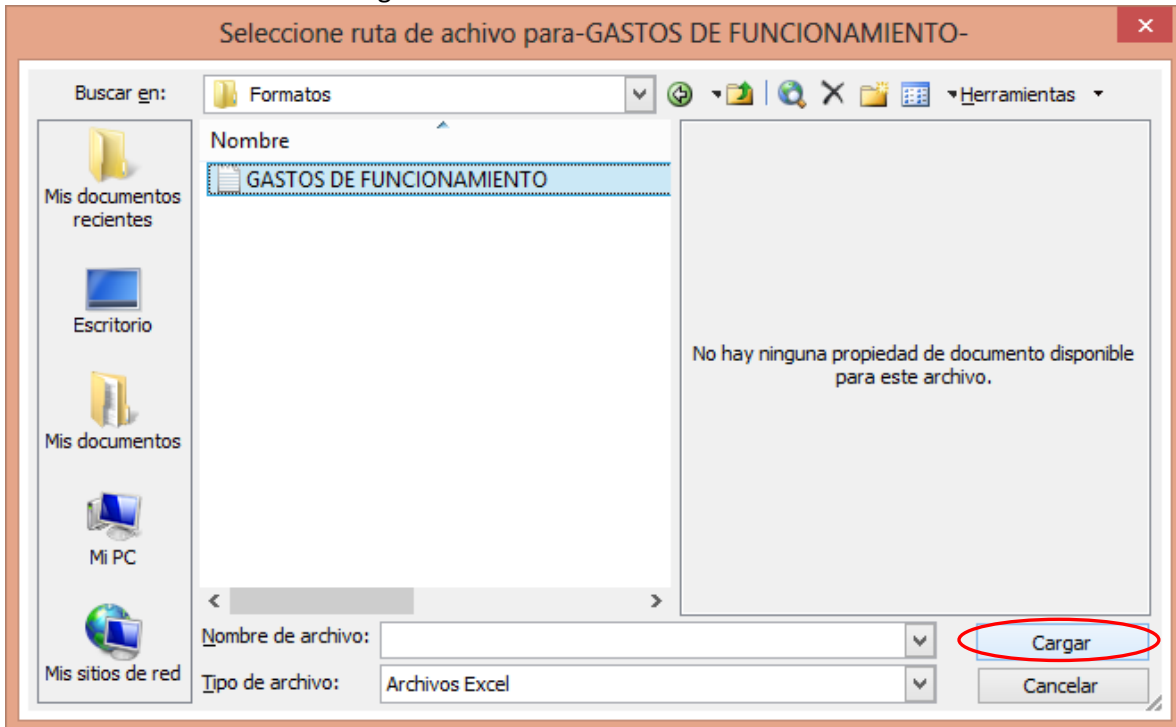 Seleccione ruta de achivo para-GASTOS DE FUNCIONAMIENTO-
Buscar en:
Formatos
Herramientas
Nombre
GASTOS DE FUNCIONAMIENTO
Mis documentos
recientes
Escritorio
Mis documentos
Mi PC
Mis sitios de red
No hay ninguna propiedad de documento disponible
para este archivo.
Nombre de archivo:
Cargar
Tipo de archivo:
Archivos Excel
Cancelar